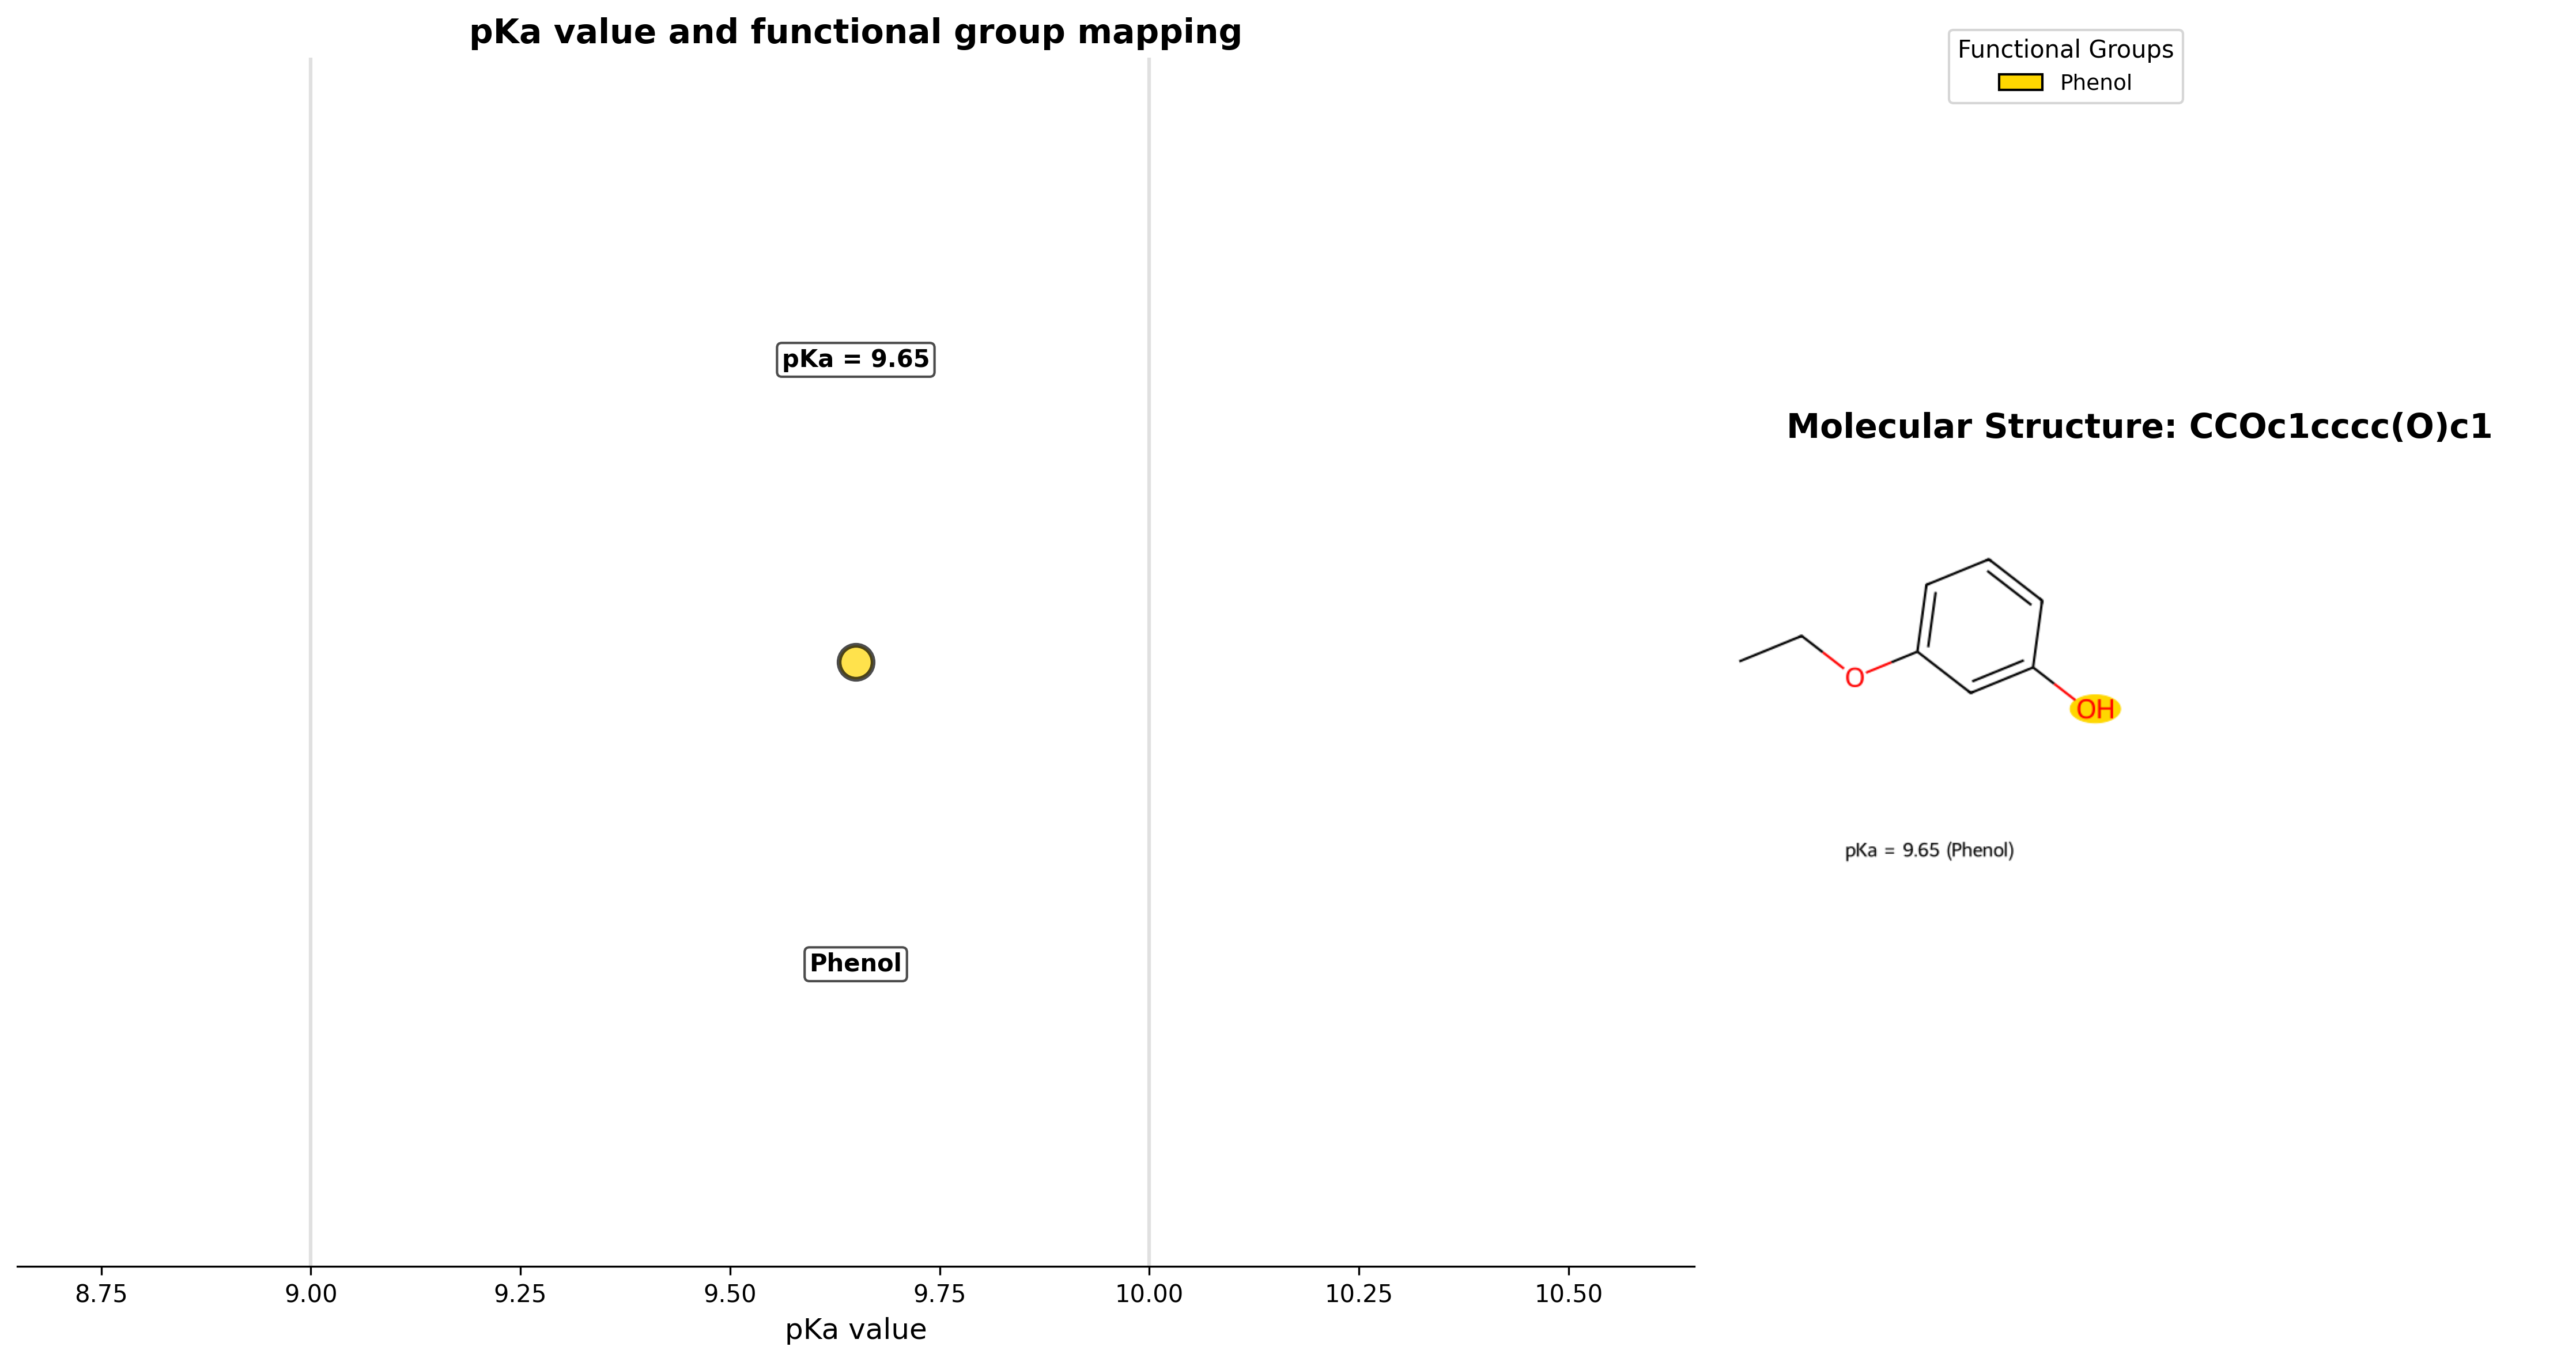 pKa value and functional group mapping
pKa = 9.65
Phenol
8.75 9.00 9.25 9.50 9.75 10.00 10.25 10.50
pKa value
Functional Groups
Phenol
Molecular Structure: CCOc1cccc(O)c1
O
OH
pKa = 9.65 (Phenol)